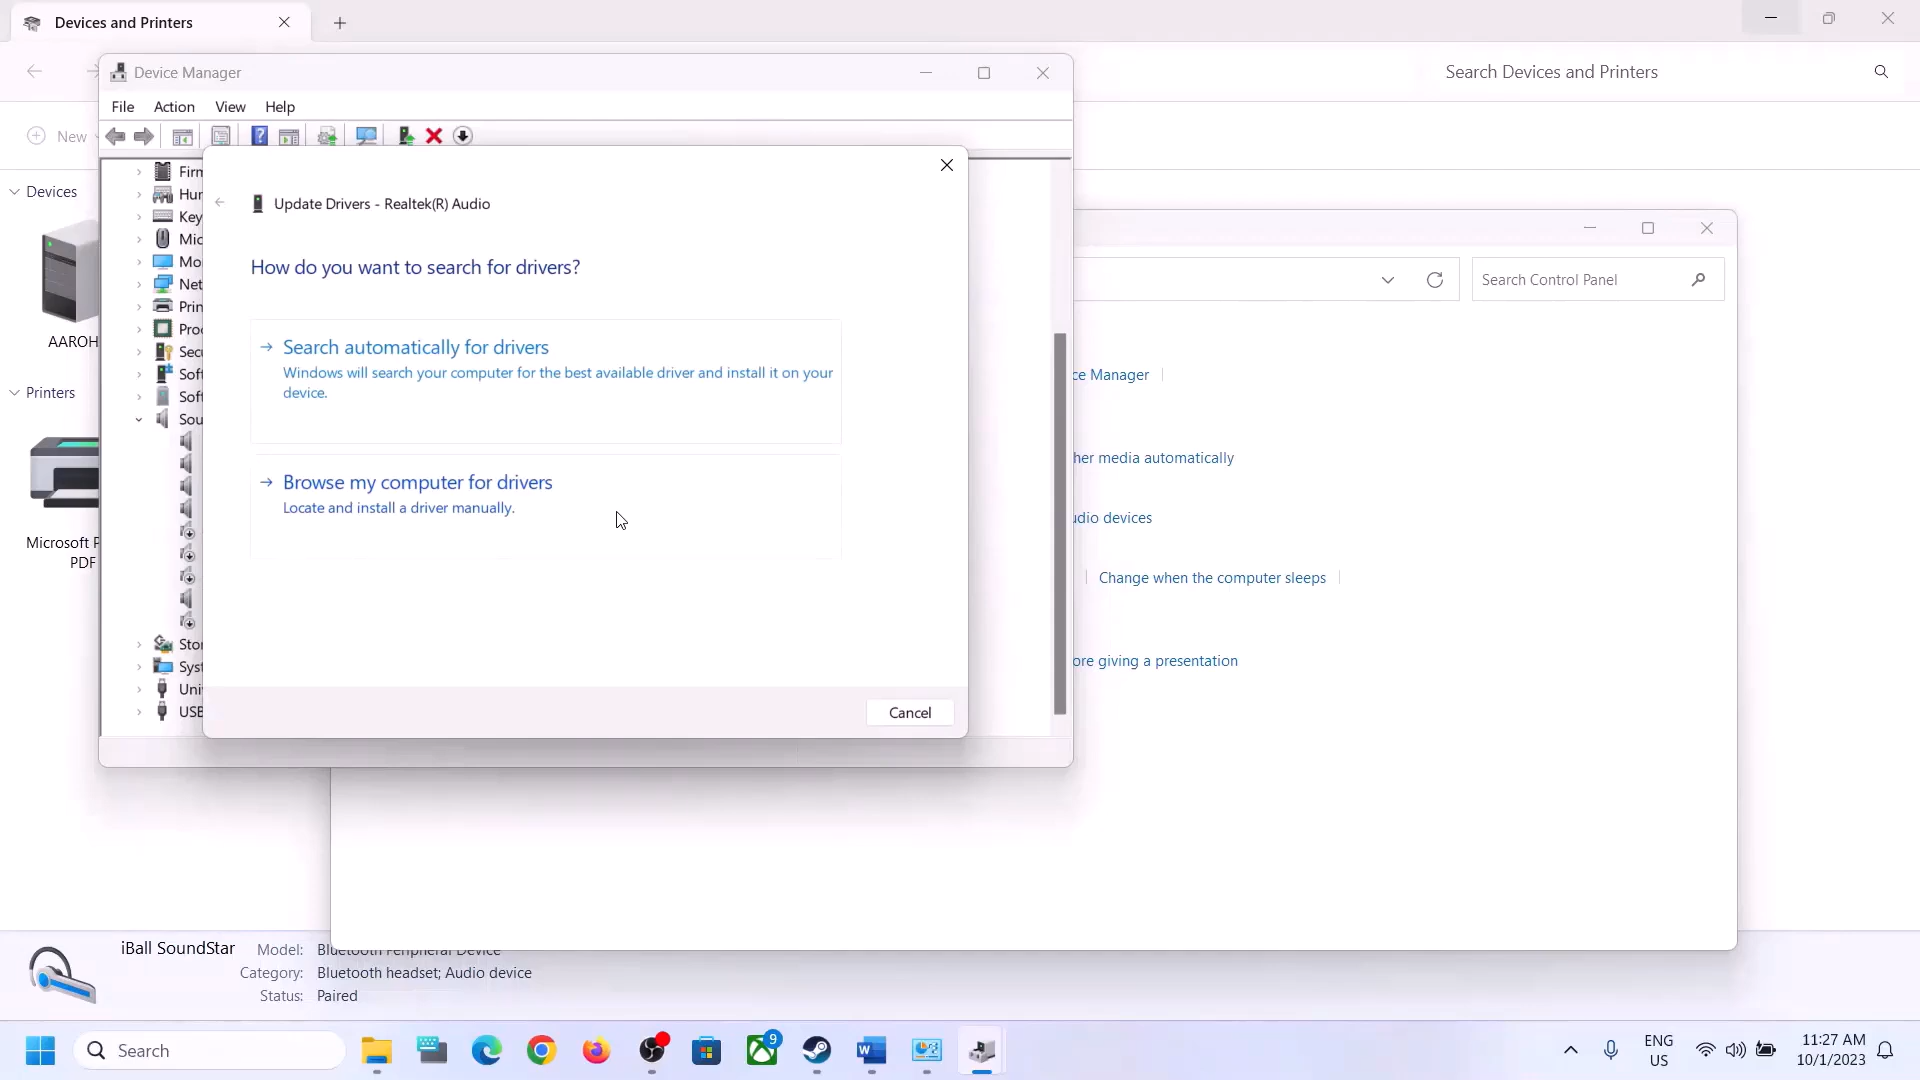 Devices and Printers
Device Manager
Search Devices and Printers
File Action View Help
New
Devices
AAROH
Printers
Microsoft P
PDF
Firm
Hur
Key
Mic
Mo
Net
Prin
Proc
Secu
Soft
Soft
Sou
Stor
Syst
Uni
USB
Update Drivers - Realtek(R) Audio
How do you want to search for drivers?
Search automatically for drivers
Windows will search your computer for the best available driver and install it on your
device.
Browse my computer for drivers
Locate and install a driver manually.
Cancel
Search Control Panel
ce Manager
her media automatically
udio devices
Change when the computer sleeps
ore giving a presentation
iBall SoundStar
Model: Bluetooth Peripheral Device
Category: Bluetooth headset; Audio device
Status: Paired
Search
9
ENG
US
11:27 AM
10/1/2023